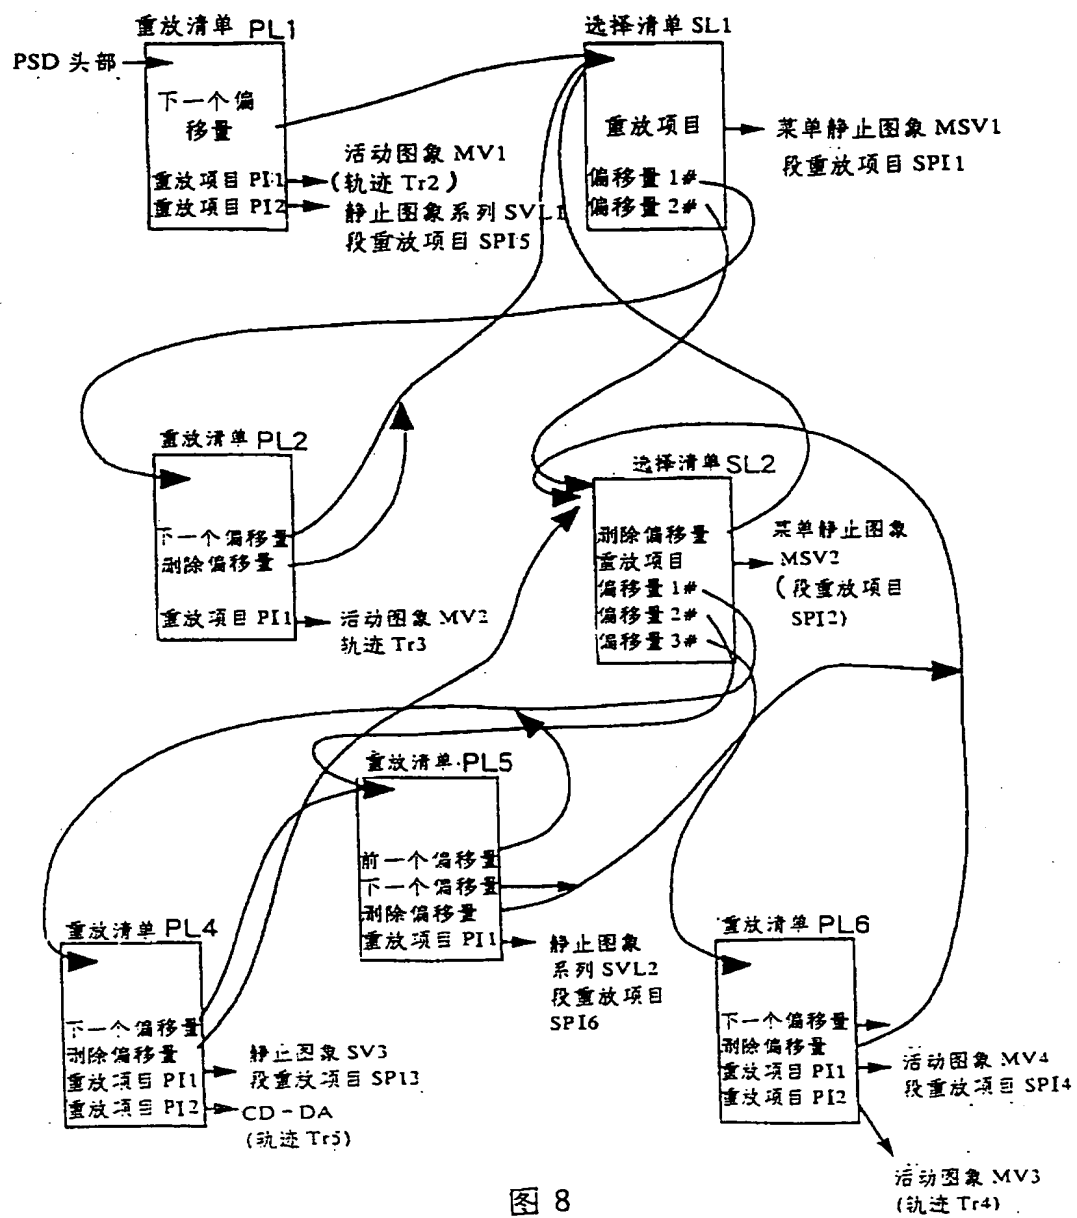 重放清单 PL1
PSD 头部
下一个偏
移量
重放项目 PI1
重放项目 PI2
活动图象 MV1
(轨迹 Tr2)
静止图象系列 SVL1
段重放项目 SPI5
选择清单 SL1
重放项目
偏移量 1#
偏移量 2#
菜单静止图象 MSV1
段重放项目 SPI1
重放清单 PL2
下一个偏移量
删除偏移量
重放项目 PI1
活动图象 MV2
轨迹 Tr3
选择清单 SL2
删除偏移量
重放项目
偏移量 1#
偏移量 2#
偏移量 3#
菜单静止图象
MSV2
(段重放项目
SPI2)
重放清单 PL5
前一个偏移量
下一个偏移量
删除偏移量
重放项目 PI1
静止图象
系列 SVL2
段重放项目
SPI6
重放清单 PL4
下一个偏移量
删除偏移量
重放项目 PI1
重放项目 PI2
静止图象 SV3
段重放项目 SPI3
CD-DA
(轨迹 Tr5)
重放清单 PL6
下一个偏移量
删除偏移量
重放项目 PI1
重放项目 PI2
活动图象 MV4
段重放项目 SPI4
活动图象 MV3
(轨迹 Tr4)
图 8